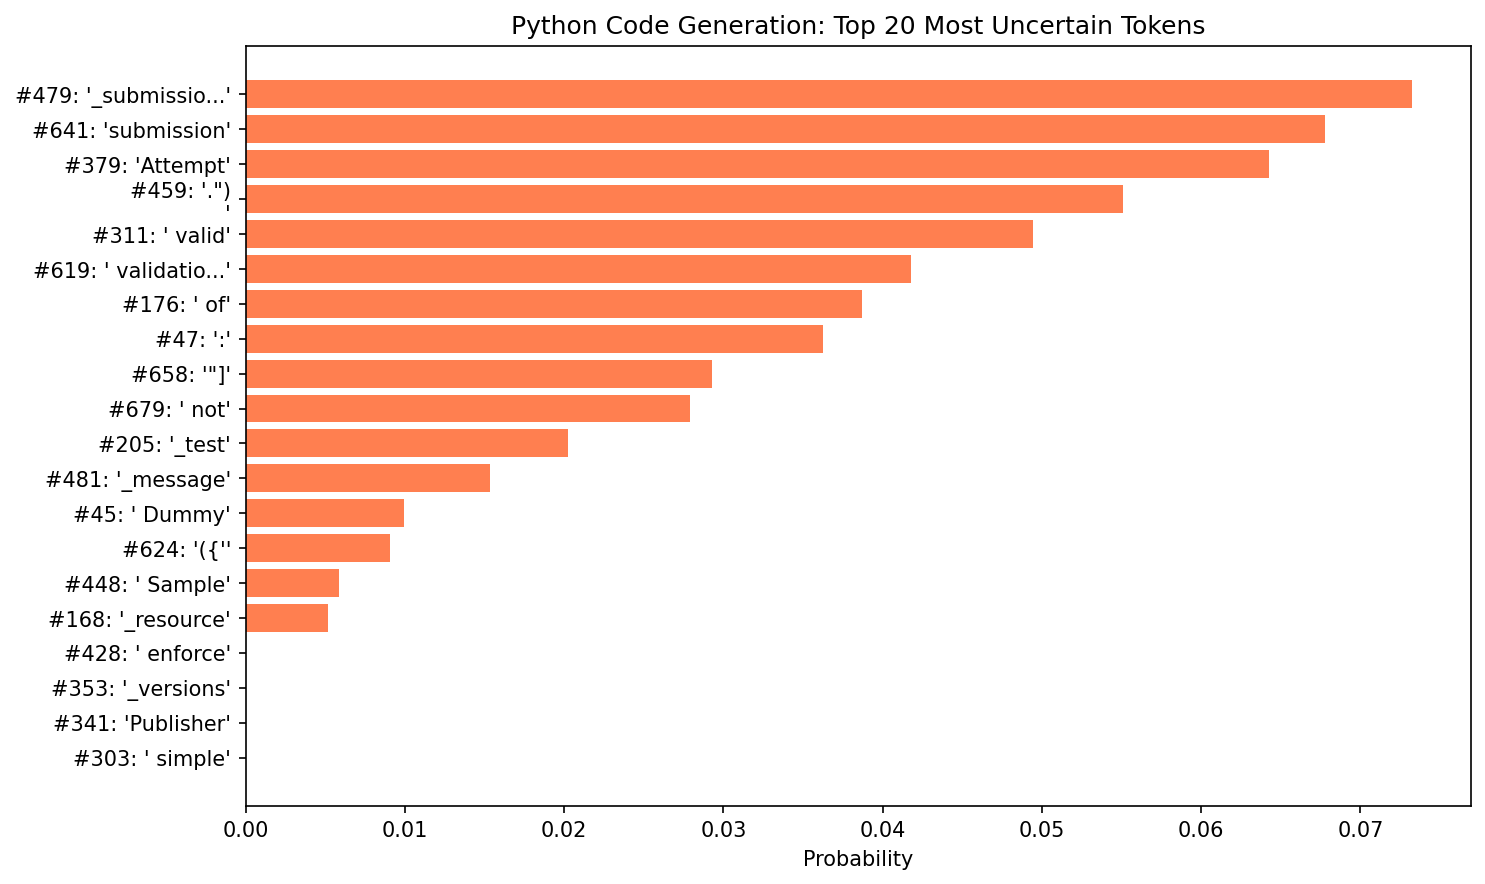 Python Code Generation: Top 20 Most Uncertain Tokens
#479: '_submissio...'
#641: 'submission'
#379: 'Attempt'
#459: '.")
'
#311: ' valid'
#619: ' validatio...'
#176: ' of'
#47: ':'
#658: '"]'
#679: ' not'
#205: '_test'
#481: '_message'
#45: ' Dummy'
#624: '({''
#448: ' Sample'
#168: '_resource'
#428: ' enforce'
#353: '_versions'
#341: 'Publisher'
#303: ' simple'
0.00 0.01 0.02 0.03 0.04 0.05 0.06 0.07
Probability